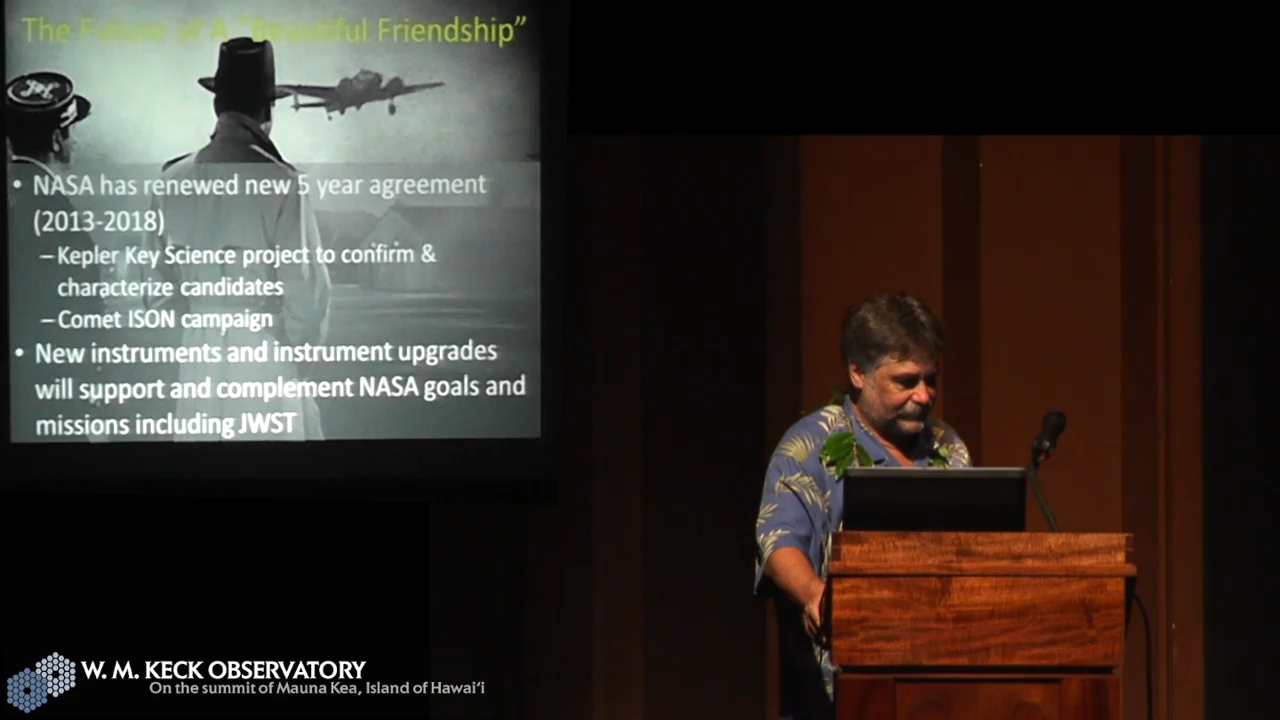 The Future of A "Beautiful Friendship”
• NASA has renewed new 5 year agreement
(2013-2018)
– Kepler Key Science project to confirm &
characterize candidates
– Comet ISON campaign
• New instruments and instrument upgrades
will support and complement NASA goals and
missions including JWST
W. M. KECK OBSERVATORY
On the summit of Mauna Kea, Island of Hawai‘i